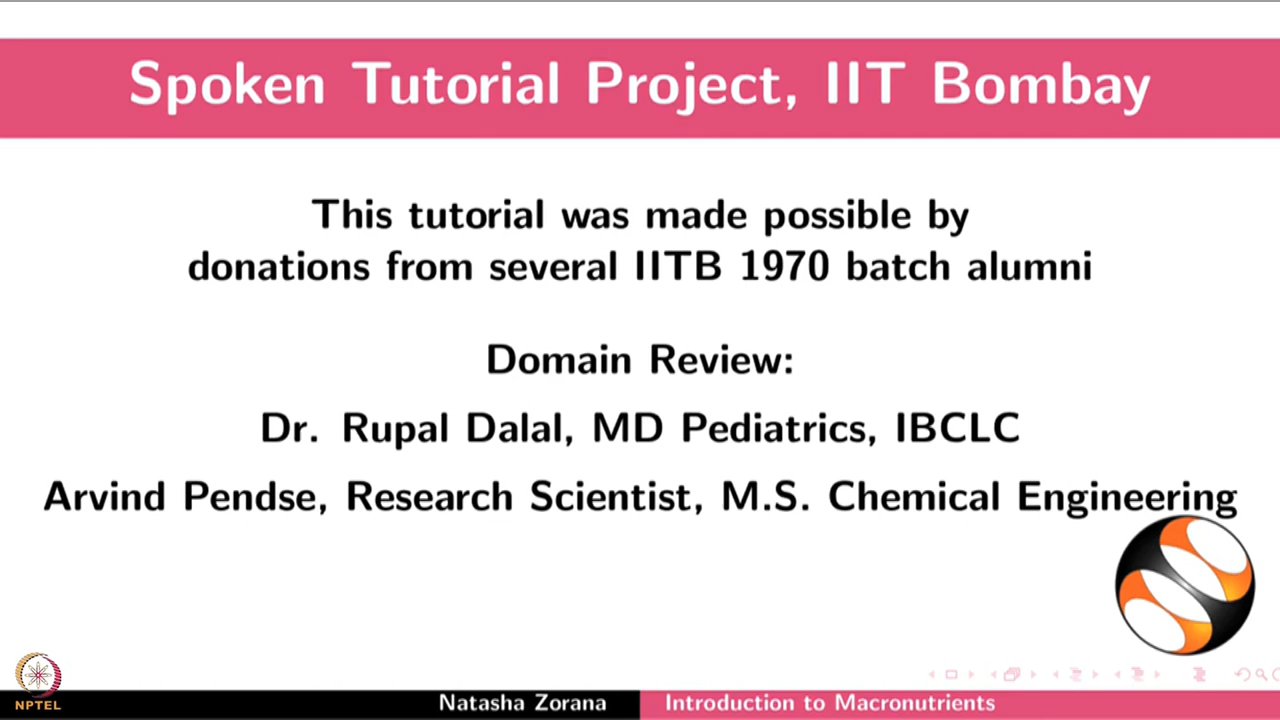 Spoken Tutorial Project, IIT Bombay
This tutorial was made possible by
donations from several IITB 1970 batch alumni
Domain Review:
Dr. Rupal Dalal, MD Pediatrics, IBCLC
Arvind Pendse, Research Scientist, M.S. Chemical Engineering
NPTEL
Natasha Zorana
Introduction to Macronutrients